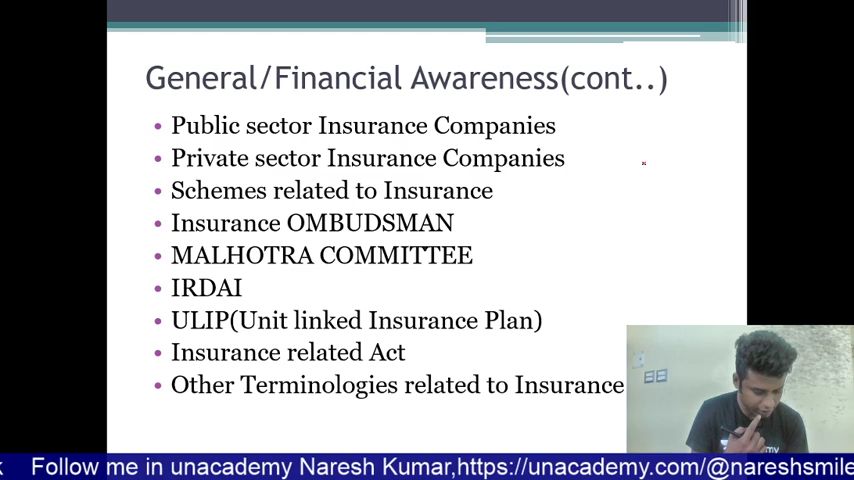 General/Financial Awareness(cont..)
• Public sector Insurance Companies
• Private sector Insurance Companies
• Schemes related to Insurance
• Insurance OMBUDSMAN
• MALHOTRA COMMITTEE
• IRDAI
• ULIP(Unit linked Insurance Plan)
• Insurance related Act
• Other Terminologies related to Insurance
k Follow me in unacademy Naresh Kumar,https://unacademy.com/@nareshsmile